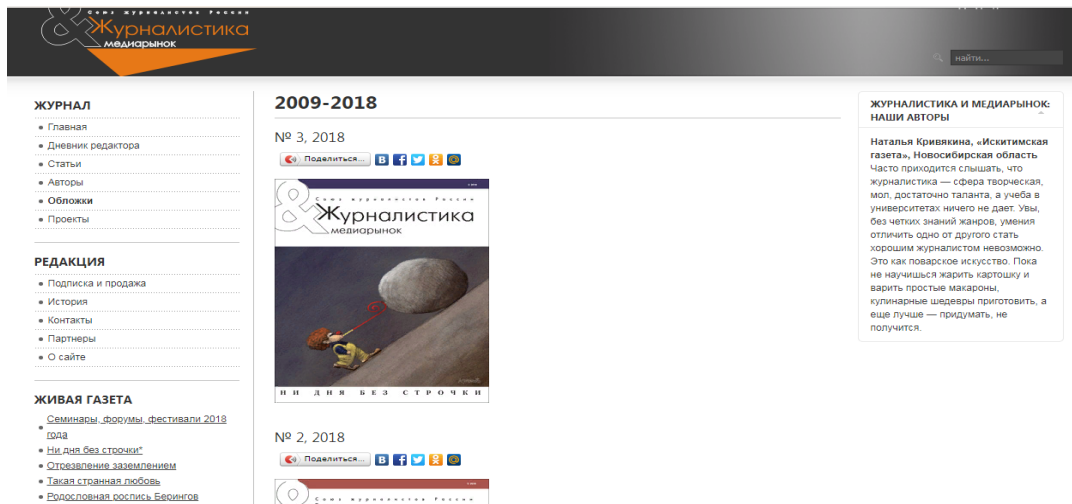 Союз журналистов России
&Журналистика
медиарынок
найти...
ЖУРНАЛ
Главная
Дневник редактора
Статьи
Авторы
Обложки
Проекты
РЕДАКЦИЯ
Подписка и продажа
История
Контакты
Партнеры
О сайте
ЖИВАЯ ГАЗЕТА
Семинары, форумы, фестивали 2018
года
Ни дня без строчки"
Отрезвление заземлением
Такая странная любовь
Родословная роспись Берингов
2009-2018
№ 3, 2018
Поделиться...
Союз журналистов России
&Журналистика
медиарынок
НИ ДНЯ БЕЗ СТРОЧКИ
№ 2, 2018
Поделиться...
Союз журналистов России
ЖУРНАЛИСТИКА И МЕДИАРЫНОК:
НАШИ АВТОРЫ
Наталья Кривякина, «Искитимская
газета», Новосибирская область
Часто приходится слышать, что
журналистика — сфера творческая,
мол, достаточно таланта, а учеба в
университетах ничего не дает. Увы,
без четких знаний жанров, умения
отличить одно от другого стать
хорошим журналистом невозможно.
Это как поварское искусство. Пока
не научишься жарить картошку и
варить простые макароны,
кулинарные шедевры приготовить, а
еще лучше — придумать, не
получится.